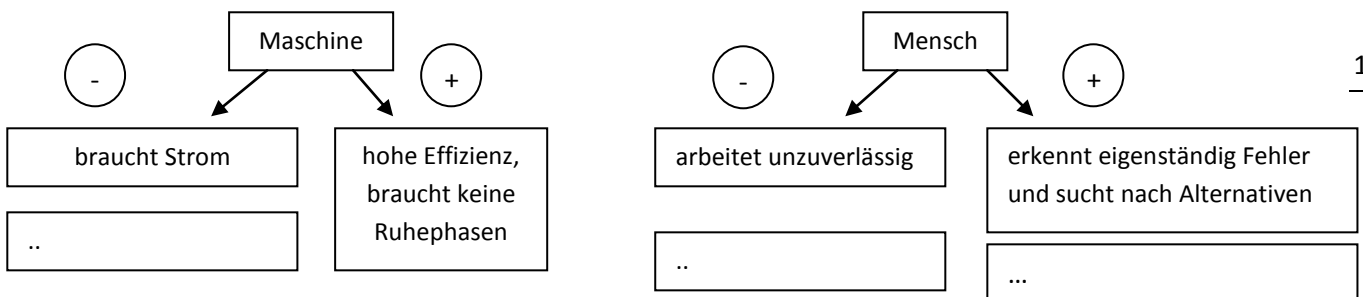 Maschine
-
+
braucht Strom
..
hohe Effizienz,
braucht keine
Ruhephasen
Mensch
-
+
arbeitet unzuverlässig
..
erkennt eigenständig Fehler
und sucht nach Alternativen
...
1